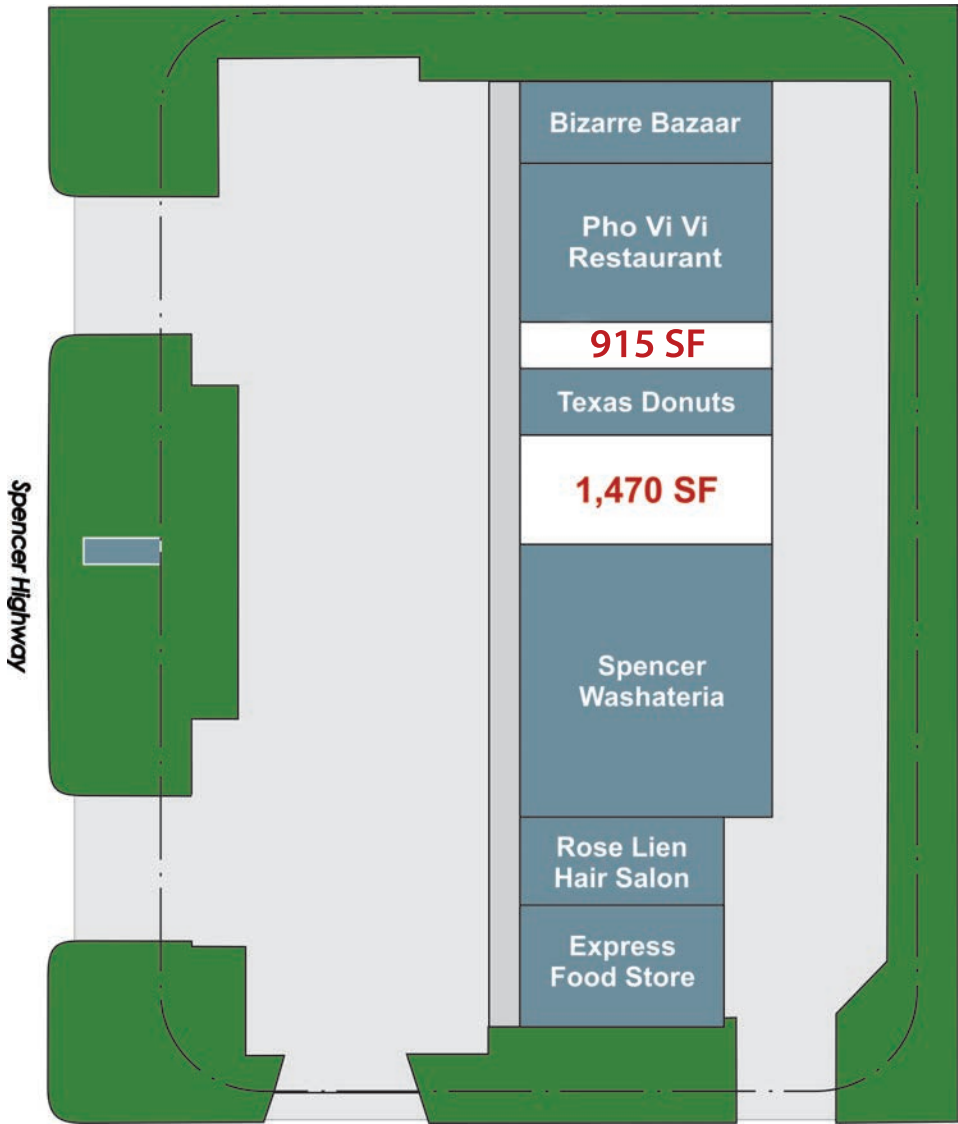 Bizarre Bazaar
Pho Vi Vi
Restaurant
915 SF
Texas Donuts
1,470 SF
Spencer
Washateria
Rose Lien
Hair Salon
Express
Food Store
Spencer Highway